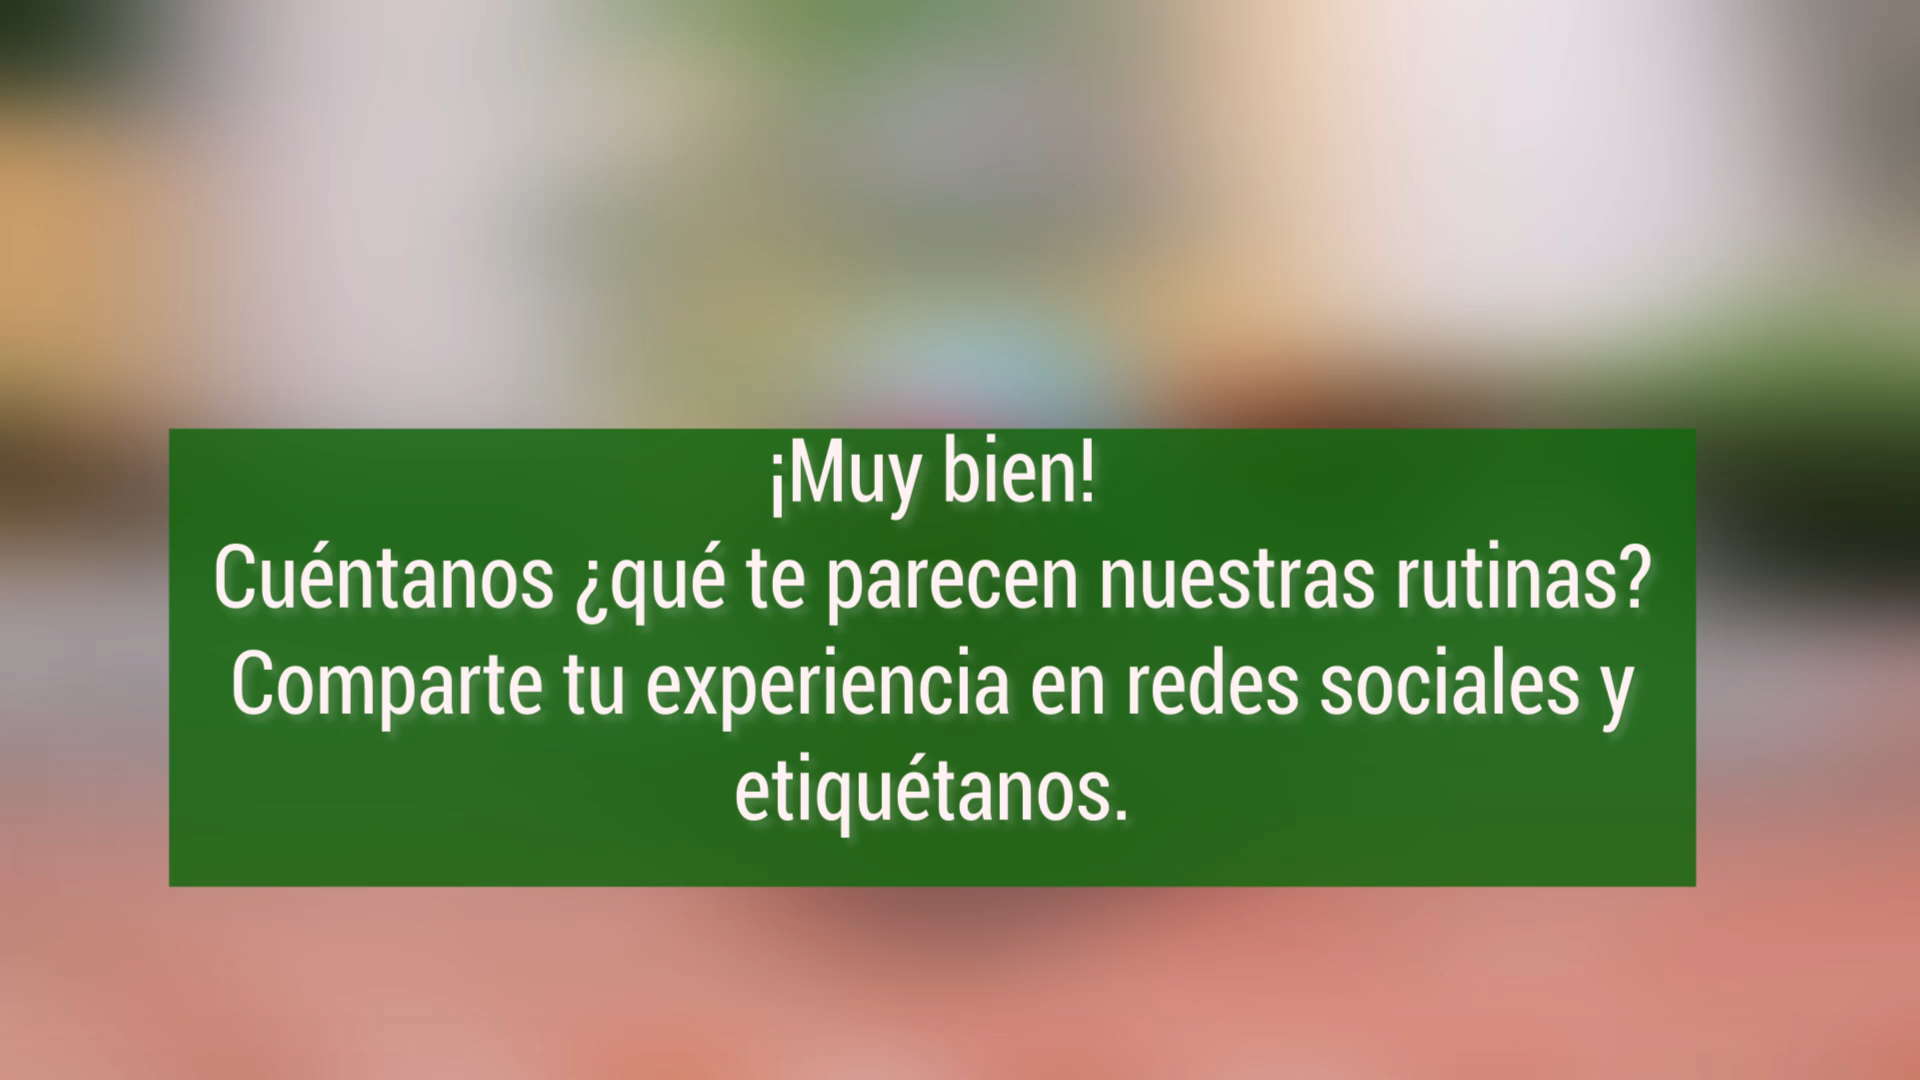 ¡Muy bien!
Cuéntanos ¿qué te parecen nuestras rutinas?
Comparte tu experiencia en redes sociales y
etiquétanos.